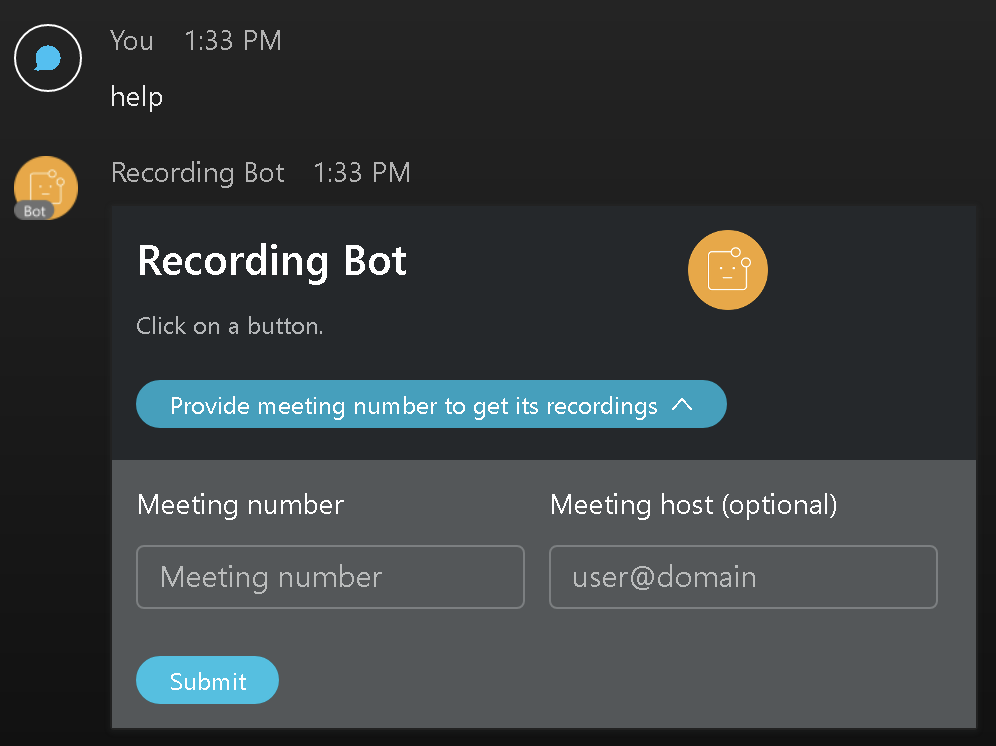 You 1:33 PM
help
Recording Bot 1:33 PM
Bot
Recording Bot
Click on a button.
Provide meeting number to get its recordings
Meeting number Meeting host (optional)
Meeting number user@domain
Submit